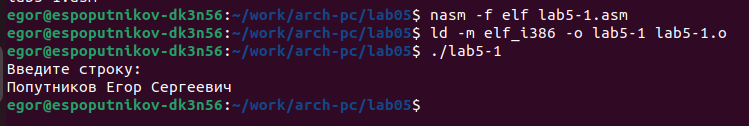 egor@espoputnikov-dk3n56:~/work/arch-pc/lab05$ nasm -f elf lab5-1.asm
egor@espoputnikov-dk3n56:~/work/arch-pc/lab05$ ld -m elf_i386 -o lab5-1 lab5-1.o
egor@espoputnikov-dk3n56:~/work/arch-pc/lab05$ ./lab5-1
Введите строку:
Попутников Егор Сергеевич
egor@espoputnikov-dk3n56:~/work/arch-pc/lab05$